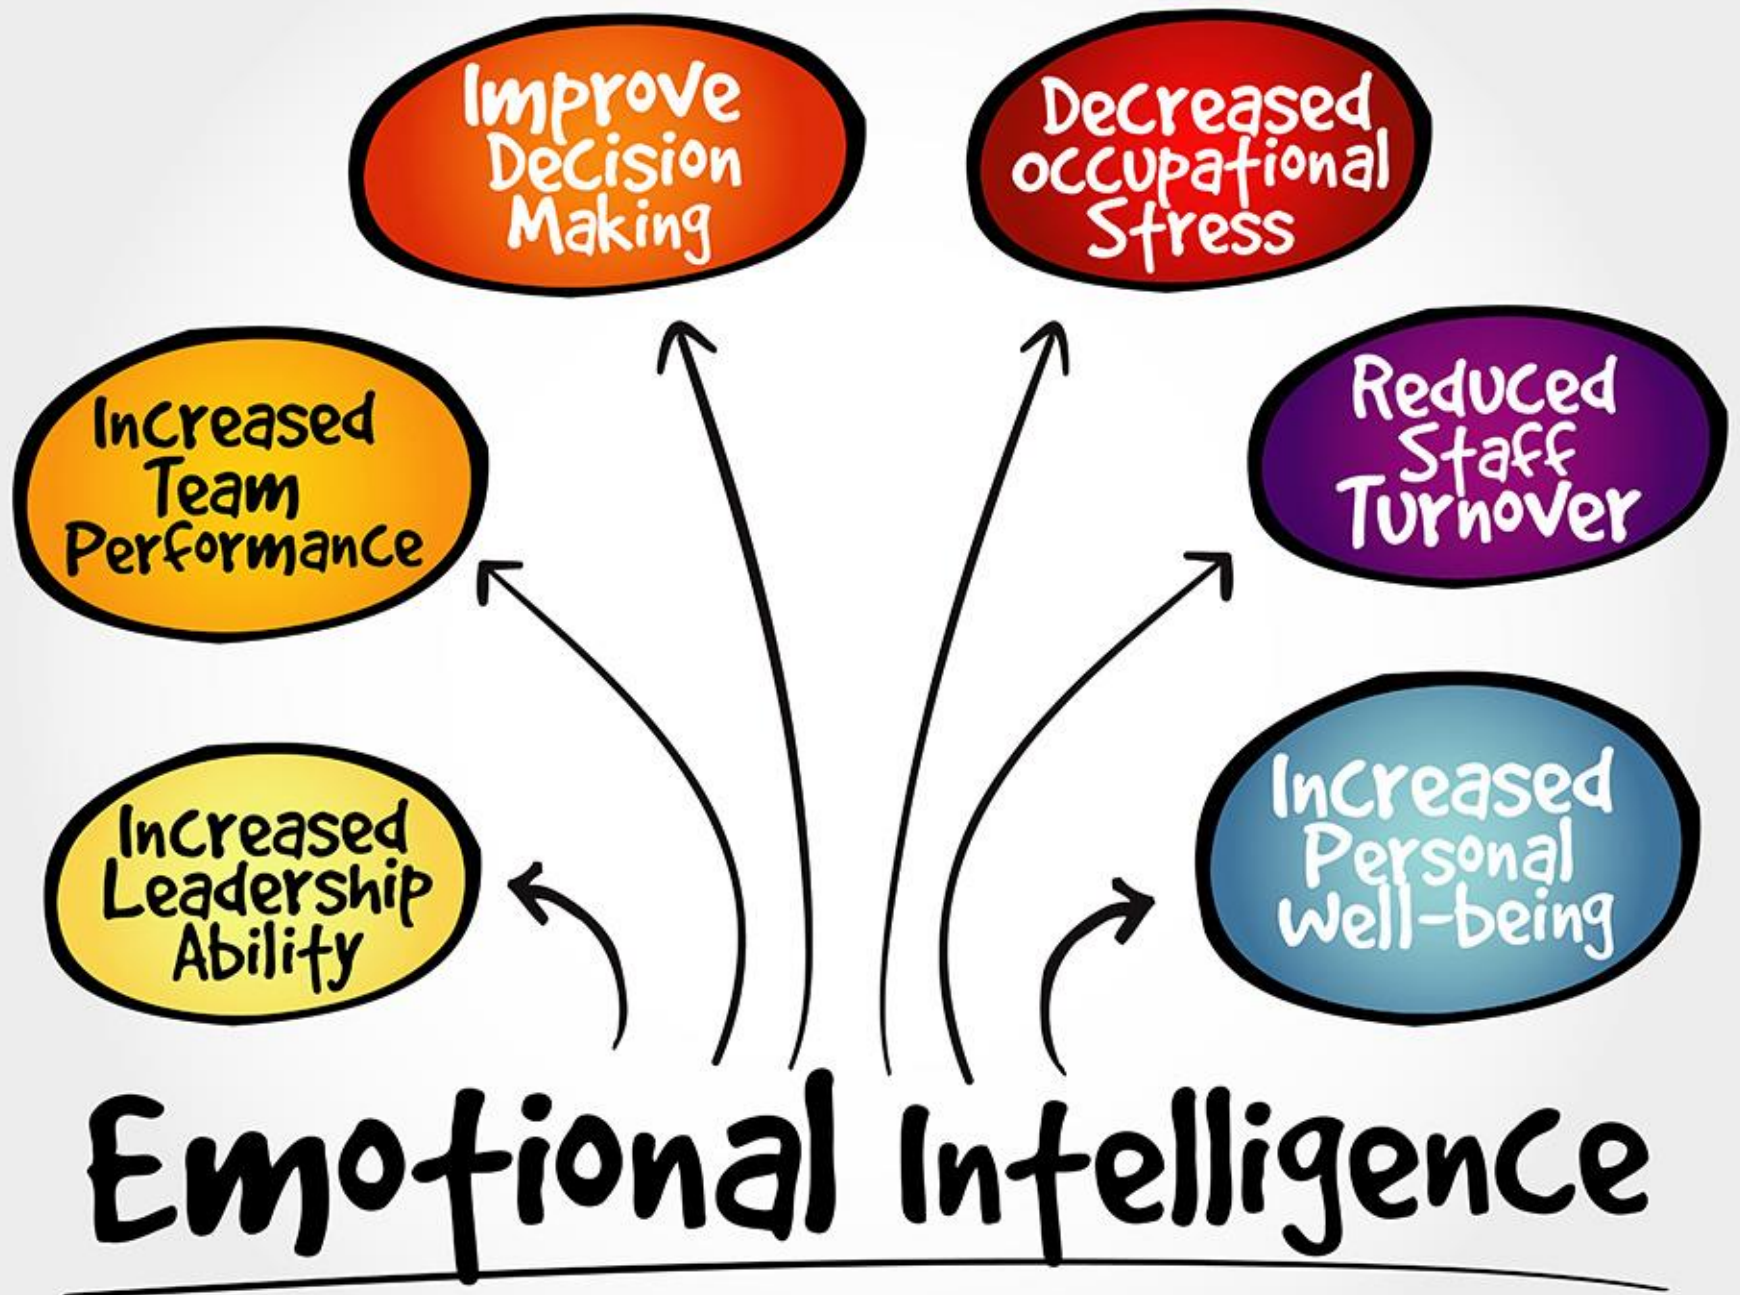 Improve
Decision
Making
Decreased
occupational
Stress
Increased
Team
Performance
Reduced
Staff
Turnover
Increased
Leadership
Ability
Increased
Personal
well-being
Emotional Intelligence